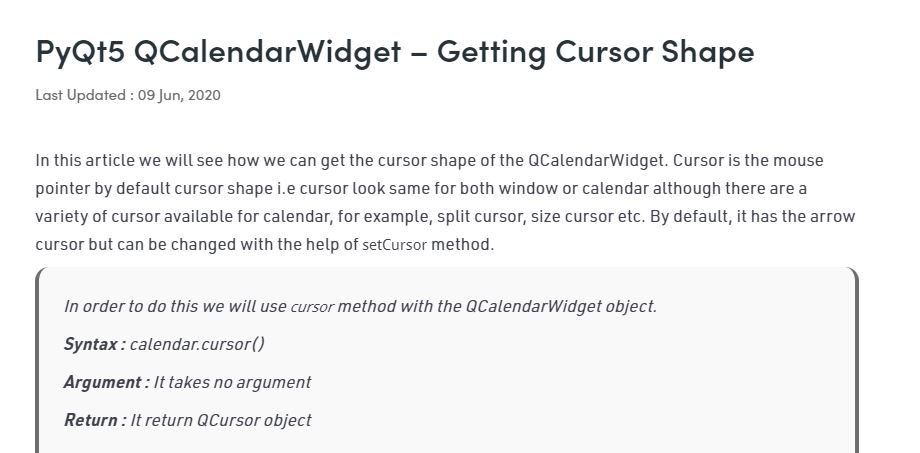 PyQt5 QCalendarWidget – Getting Cursor Shape
Last Updated : 09 Jun, 2020
In this article we will see how we can get the cursor shape of the QCalendarWidget. Cursor is the mouse
pointer by default cursor shape i.e cursor look same for both window or calendar although there are a
variety of cursor available for calendar, for example, split cursor, size cursor etc. By default, it has the arrow
cursor but can be changed with the help of setCursor method.
In order to do this we will use cursor method with the QCalendarWidget object.
Syntax : calendar.cursor()
Argument : It takes no argument
Return : It return QCursor object